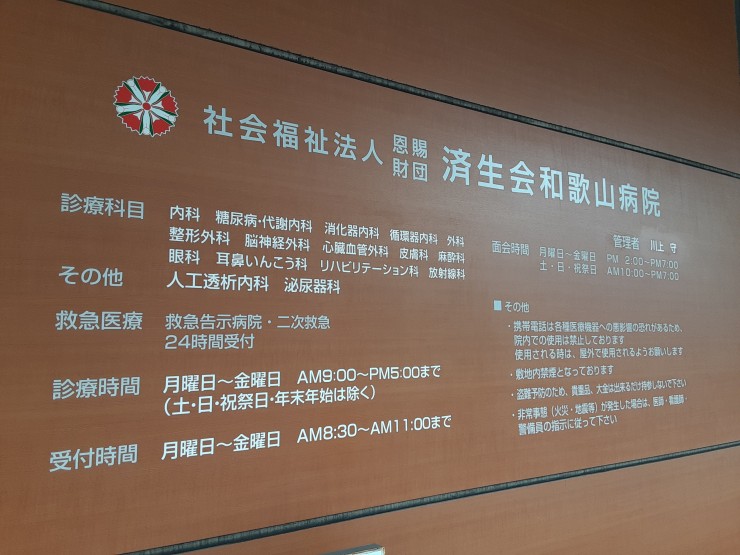 社会福祉法人 恩賜財団 済生会和歌山病院
管理者 川上 守
診療科目 内科 糖尿病・代謝内科 消化器内科 循環器内科 外科
整形外科 脳神経外科 心臓血管外科 皮膚科 麻酔科
眼科 耳鼻いんこう科 リハビリテーション科 放射線科
その他 人工透析内科 泌尿器科
救急医療 救急告示病院・二次救急
24時間受付
診療時間 月曜日～金曜日 AM9:00～PM5:00まで
(土・日・祝祭日・年末年始は除く)
受付時間 月曜日～金曜日 AM8:30～AM11:00まで
面会時間 月曜日～金曜日 PM 2:00～PM7:00
土・日・祝祭日 AM10:00～PM7:00
■ その他
・携帯電話は各種医療機器への悪影響の恐れがあるため、
院内での使用は禁止しております
使用される時は、屋外で使用されるようお願いします
・敷地内禁煙となっております
・盗難予防のため、貴重品、大金は出来るだけ持参しないで下さい
・非常事態(火災・地震等)が発生した場合は、医師・看護師・
警備員の指示に従って下さい